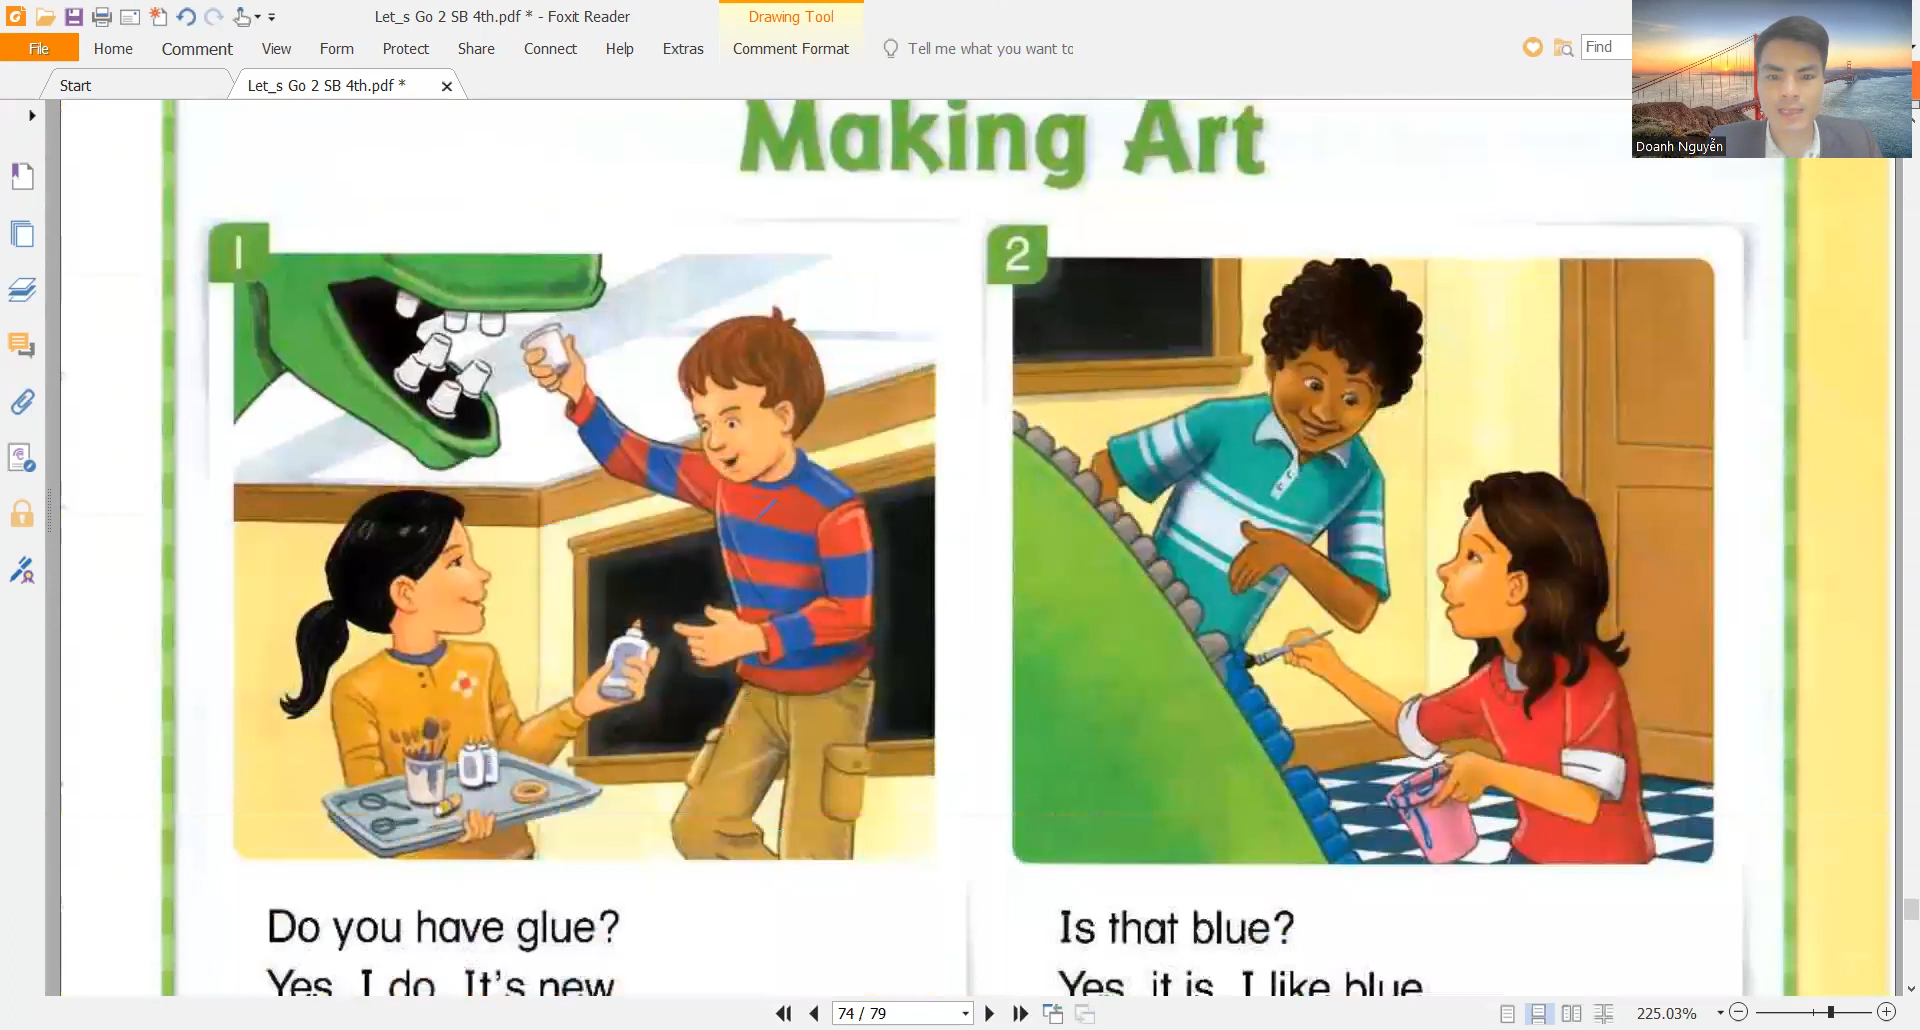 Let_s Go 2 SB 4th.pdf * - Foxit Reader
Drawing Tool
File
Home
Comment
View
Form
Protect
Share
Connect
Help
Extras
Comment Format
Tell me what you want to
Find
Start
Let_s Go 2 SB 4th.pdf *
Doanh Nguyễn
Making Art
1
2
Do you have glue?
Yes, I do. It's new.
Is that blue?
Yes, it is. I like blue.
74 / 79
225.03%